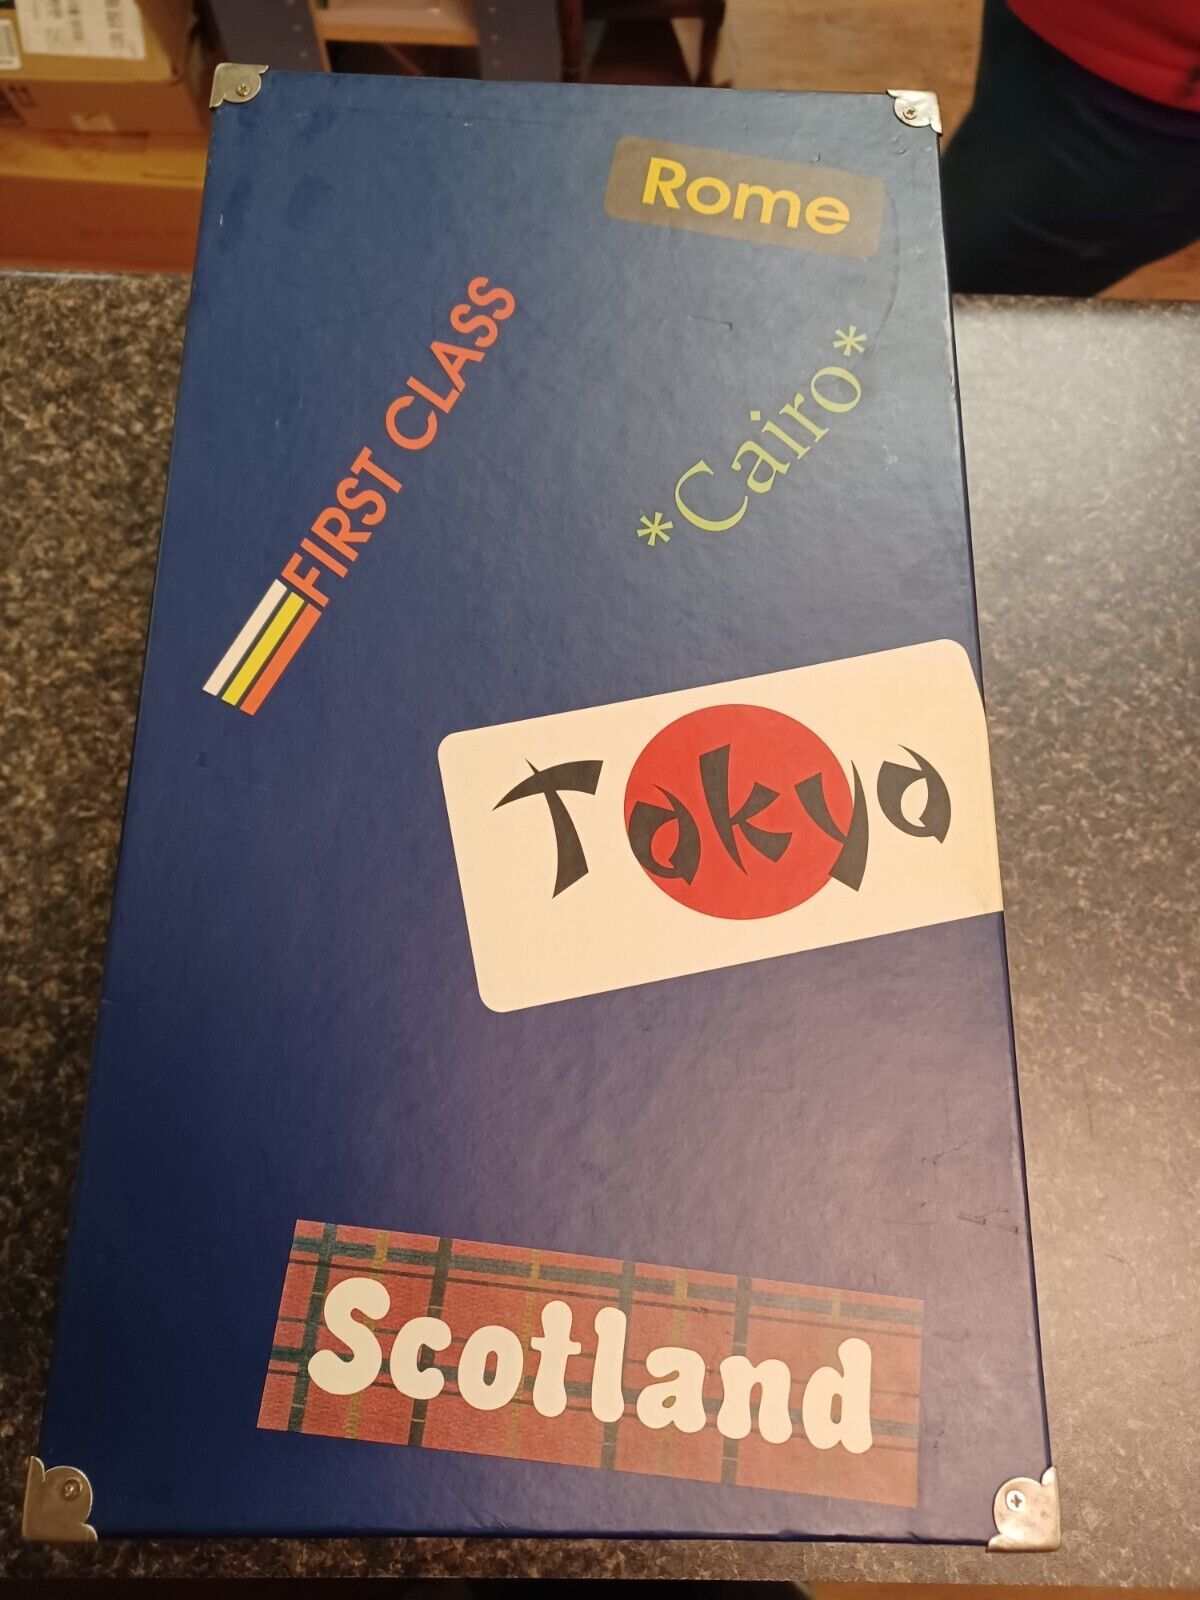 Rome
FIRST CLASS
*Cairo*
Tokyo
Scotland